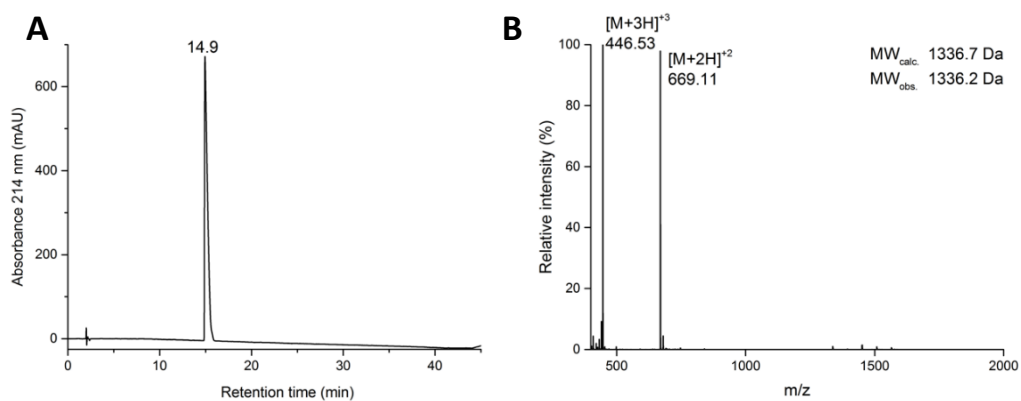 A
14.9
600
400
200
0
Absorbance 214 nm (mAU)
0 10 20 30 40
Retention time (min)
B
[M+3H]+3
446.53
[M+2H]+2
669.11
MWcalc. 1336.7 Da
MWobs. 1336.2 Da
100
80
60
40
20
0
Relative intensity (%)
500 1000 1500 2000
m/z